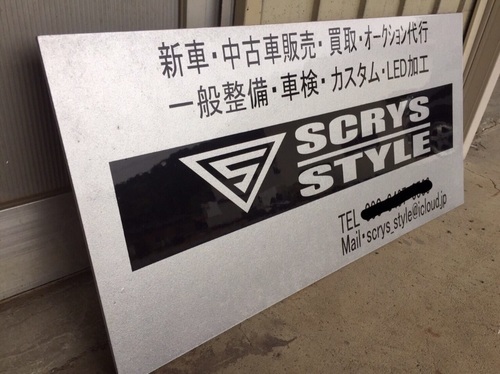 新車・中古車販売・買取・オークション代行
一般整備・車検・カスタム・LED加工
SCRYS
STYLE
TEL
Mail・scrys_style@icloud.jp